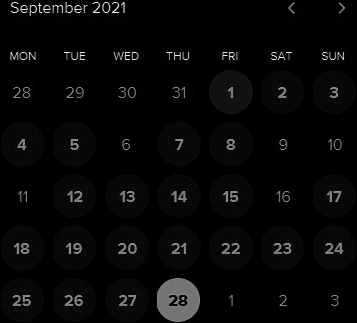 September 2021
MON TUE WED THU FRI SAT SUN
28 29 30 31 1 2 3
4 5 6 7 8 9 10
11 12 13 14 15 16 17
18 19 20 21 22 23 24
25 26 27 28 1 2 3